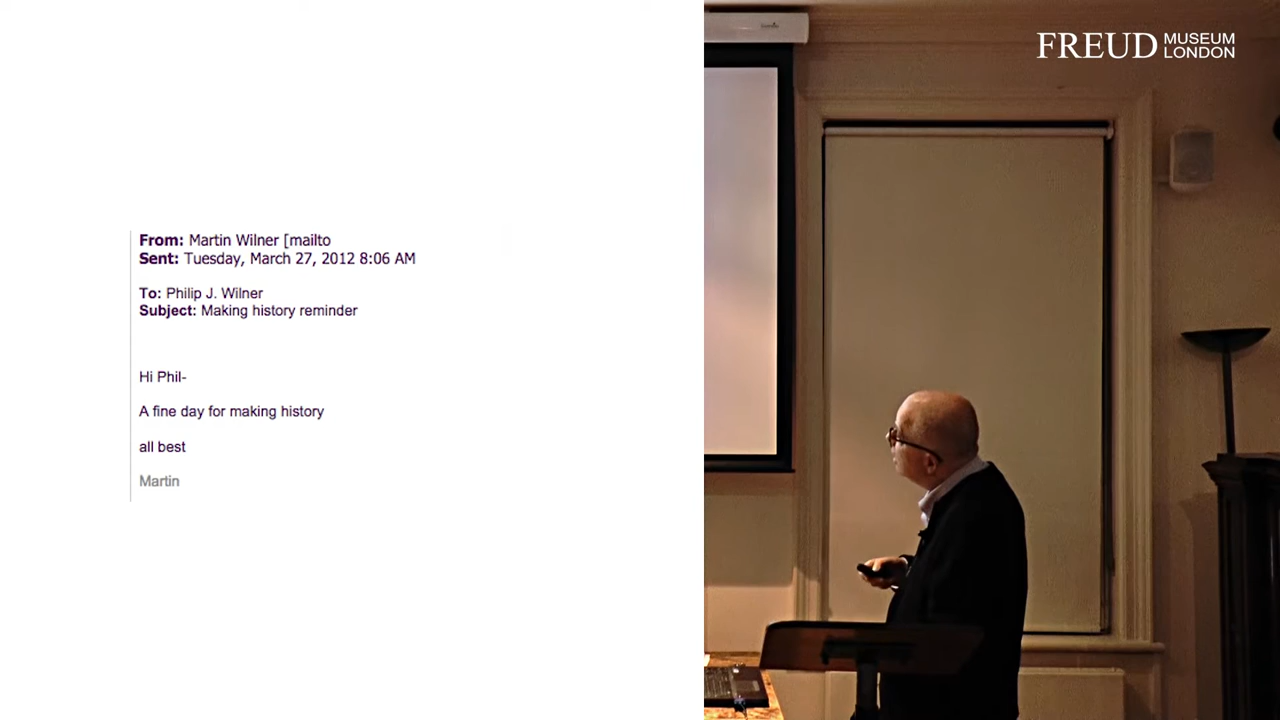 From: Martin Wilner [mailto
Sent: Tuesday, March 27, 2012 8:06 AM
To: Philip J. Wilner
Subject: Making history reminder
Hi Phil-
A fine day for making history
all best
Martin
FREUD MUSEUM
LONDON